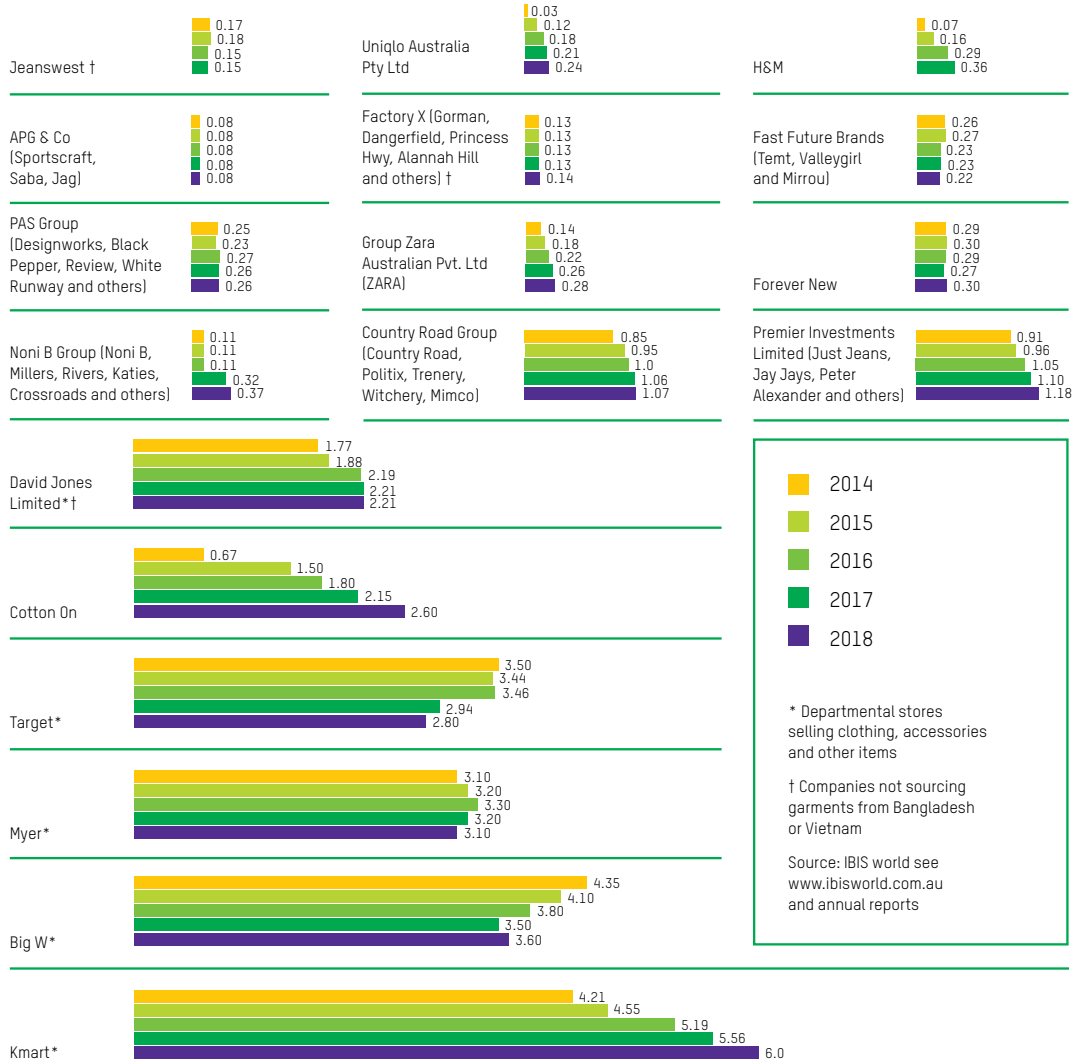 Jeanswest †
0.17
0.18
0.15
0.15
Uniqlo Australia
Pty Ltd
0.03
0.12
0.18
0.21
0.24
H&M
0.07
0.16
0.29
0.36
APG & Co
(Sportscraft,
Saba, Jag)
0.08
0.08
0.08
0.08
0.08
Factory X (Gorman,
Dangerfield, Princess
Hwy, Alannah Hill
and others) †
0.13
0.13
0.13
0.13
0.14
Fast Future Brands
(Temt, Valleygirl
and Mirrou)
0.26
0.27
0.23
0.23
0.22
PAS Group
(Designworks, Black
Pepper, Review, White
Runway and others)
0.25
0.23
0.27
0.26
0.26
Group Zara
Australian Pvt. Ltd
(ZARA)
0.14
0.18
0.22
0.26
0.28
Forever New
0.29
0.30
0.29
0.27
0.30
Noni B Group (Noni B,
Millers, Rivers, Katies,
Crossroads and others)
0.11
0.11
0.11
0.32
0.37
Country Road Group
(Country Road,
Politix, Trenery,
Witchery, Mimco)
0.85
0.95
1.0
1.06
1.07
Premier Investments
Limited (Just Jeans,
Jay Jays, Peter
Alexander and others)
0.91
0.96
1.05
1.10
1.18
David Jones
Limited*†
1.77
1.88
2.19
2.21
2.21
Cotton On
0.67
1.50
1.80
2.15
2.60
Target*
3.50
3.44
3.46
2.94
2.80
Myer*
3.10
3.20
3.30
3.20
3.10
Big W*
4.35
4.10
3.80
3.50
3.60
Kmart*
4.21
4.55
5.19
5.56
6.0
2014
2015
2016
2017
2018
* Departmental stores
selling clothing, accessories
and other items
† Companies not sourcing
garments from Bangladesh
or Vietnam
Source: IBIS world see
www.ibisworld.com.au
and annual reports